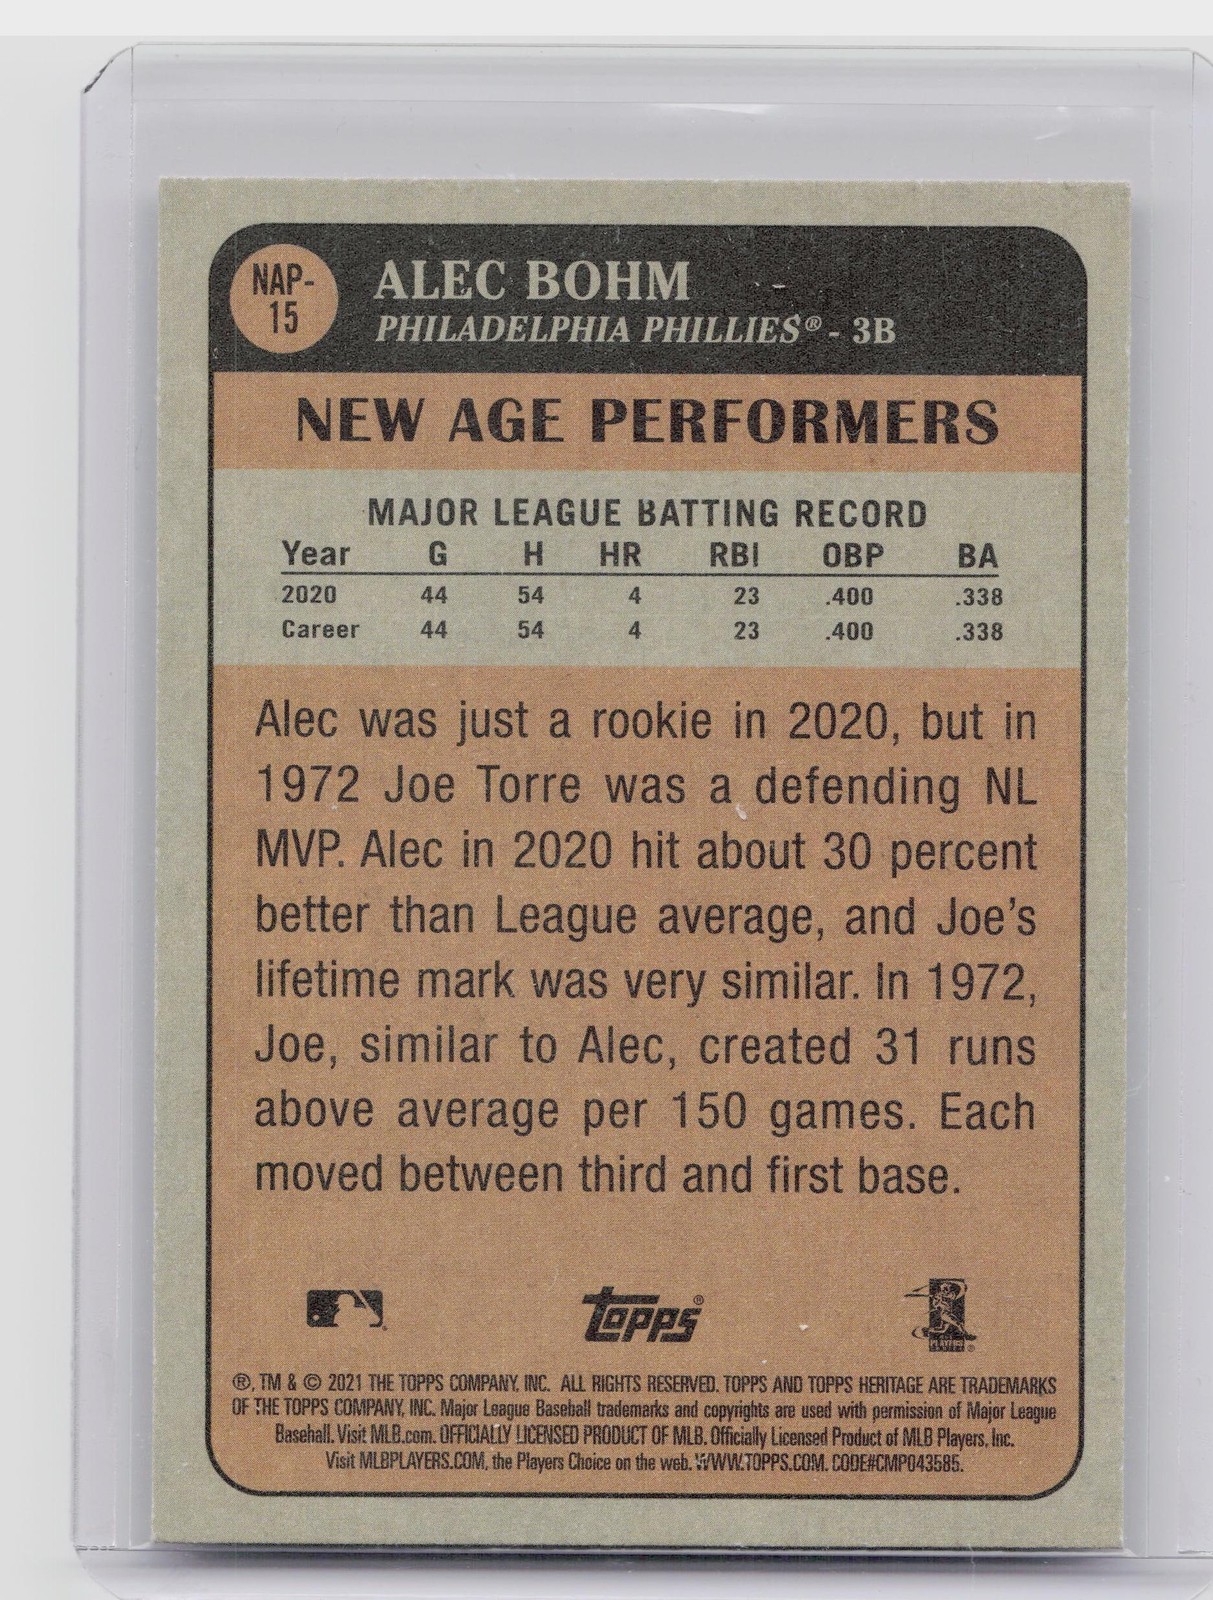 NAP-
15
ALEC BOHM
PHILADELPHIA PHILLIES® - 3B
NEW AGE PERFORMERS
MAJOR LEAGUE BATTING RECORD
Year G H HR RBI OBP BA
2020 44 54 4 23 .400 .338
Career 44 54 4 23 .400 .338
Alec was just a rookie in 2020, but in
1972 Joe Torre was a defending NL
MVP. Alec in 2020 hit about 30 percent
better than League average, and Joe's
lifetime mark was very similar. In 1972,
Joe, similar to Alec, created 31 runs
above average per 150 games. Each
moved between third and first base.
topps®
®, TM & © 2021 THE TOPPS COMPANY, INC. ALL RIGHTS RESERVED. TOPPS AND TOPPS HERITAGE ARE TRADEMARKS
OF THE TOPPS COMPANY, INC. Major League Baseball trademarks and copyrights are used with permission of Major League
Baseball. Visit MLB.com. OFFICIALLY LICENSED PRODUCT OF MLB. Officially Licensed Product of MLB Players, Inc.
Visit MLBPLAYERS.COM, the Players Choice on the web. WWW.TOPPS.COM. CODE#CMP043585.